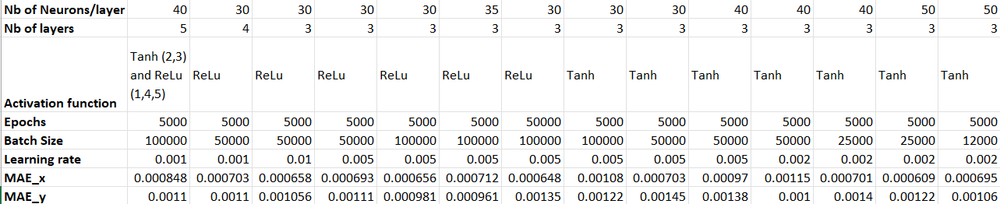 Nb of Neurons/layer 40 30 30 30 30 35 30 30 30 40 40 40 50 50
Nb of layers 5 4 3 3 3 3 3 3 3 3 3 3 3 3
Tanh (2,3)
and ReLu ReLu ReLu ReLu ReLu ReLu ReLu Tanh Tanh Tanh Tanh Tanh Tanh Tanh
(1,4,5)
Activation function
Epochs 5000 5000 5000 5000 5000 5000 50000 5000 5000 5000 5000 5000 5000 5000
Batch Size 100000 50000 50000 50000 100000 100000 100000 100000 50000 50000 50000 25000 25000 12000
Learning rate 0.001 0.001 0.01 0.005 0.005 0.005 0.005 0.005 0.005 0.005 0.002 0.002 0.002 0.002
MAE_x 0.000848 0.000703 0.000658 0.000693 0.000656 0.000712 0.000648 0.00108 0.000703 0.00097 0.00115 0.000701 0.000609 0.000695
MAE_y 0.0011 0.0011 0.001056 0.00111 0.000981 0.000961 0.00135 0.00122 0.00145 0.00138 0.001 0.0014 0.00122 0.00106